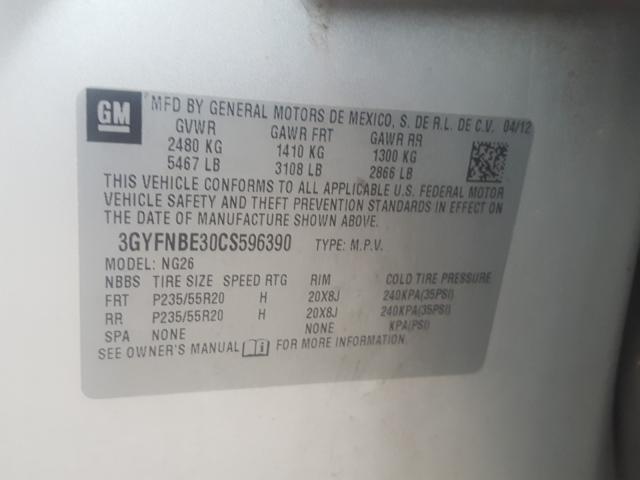 GM
MFD BY GENERAL MOTORS DE MEXICO, S. DE R.L. DE C.V. 04/12
GVWR GAWR FRT GAWR RR
2480 KG 1410 KG 1300 KG
5467 LB 3108 LB 2866 LB
THIS VEHICLE CONFORMS TO ALL APPLICABLE U.S. FEDERAL MOTOR
VEHICLE SAFETY AND THEFT PREVENTION STANDARDS IN EFFECT ON
THE DATE OF MANUFACTURE SHOWN ABOVE.
3GYFNBE30CS596390 TYPE: M.P.V.
MODEL: NG26
NBBS TIRE SIZE SPEED RTG RIM COLD TIRE PRESSURE
FRT P235/55R20 H 20X8J 240KPA(35PSI)
RR P235/55R20 H 20X8J 240KPA(35PSI)
SPA NONE NONE KPA(PSI)
SEE OWNER'S MANUAL i FOR MORE INFORMATION.